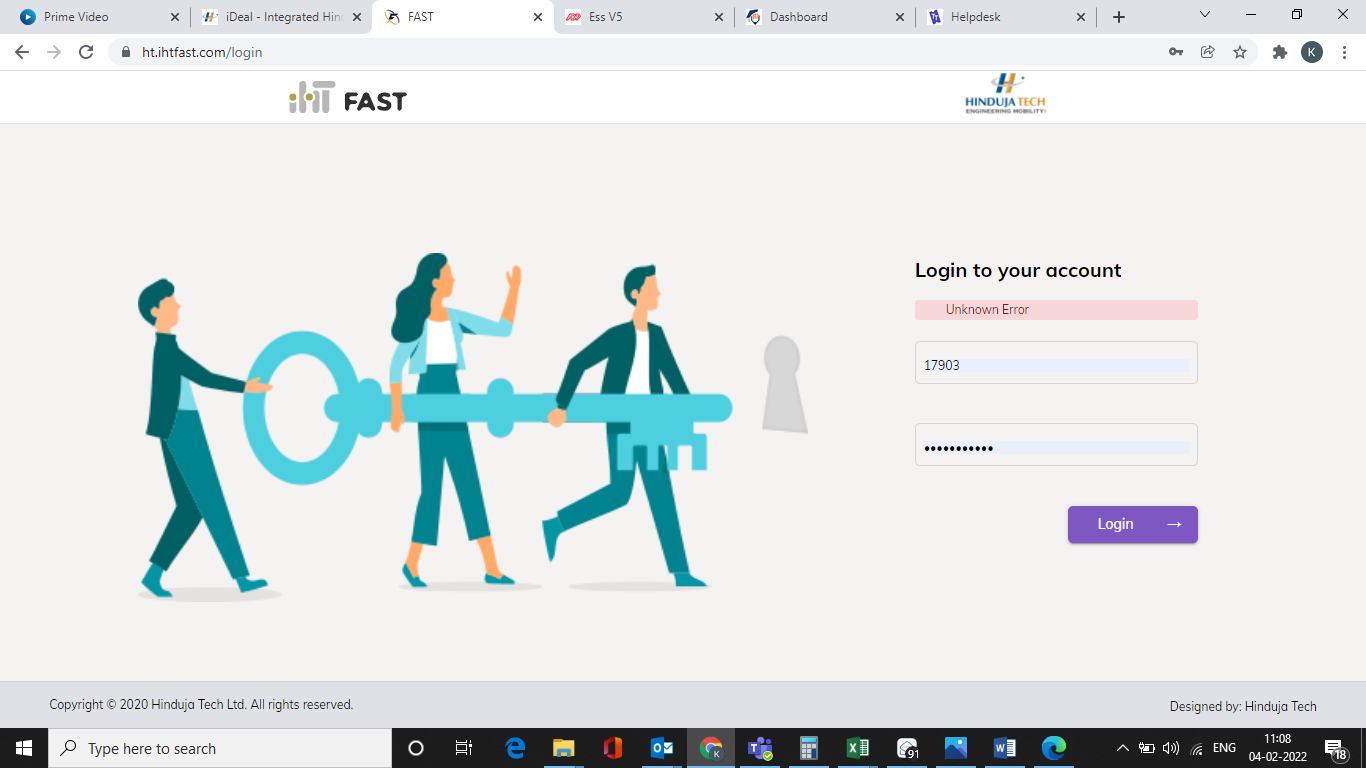 Prime Video
iDeal - Integrated Hind
FAST
Ess V5
Dashboard
Helpdesk
ht.ihtfast.com/login
K
iHT FAST
HINDUJA TECH
ENGINEERING MOBILITY
Login to your account
Unknown Error
17903
•••••••••••
Login →
Copyright © 2020 Hinduja Tech Ltd. All rights reserved.
Designed by: Hinduja Tech
Type here to search
K
91
ENG
11:08
04-02-2022
18